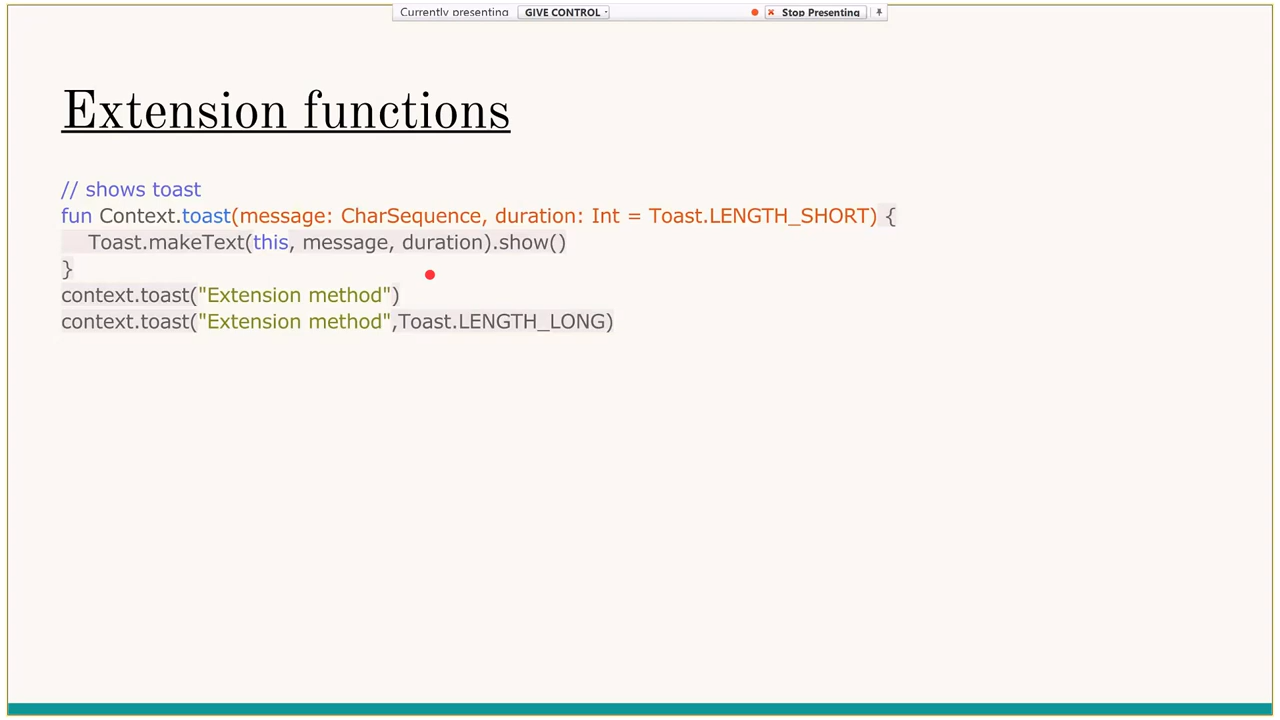 Currently presenting GIVE CONTROL Stop Presenting
Extension functions
// shows toast
fun Context.toast(message: CharSequence, duration: Int = Toast.LENGTH_SHORT) {
Toast.makeText(this, message, duration).show()
}
context.toast("Extension method")
context.toast("Extension method",Toast.LENGTH_LONG)